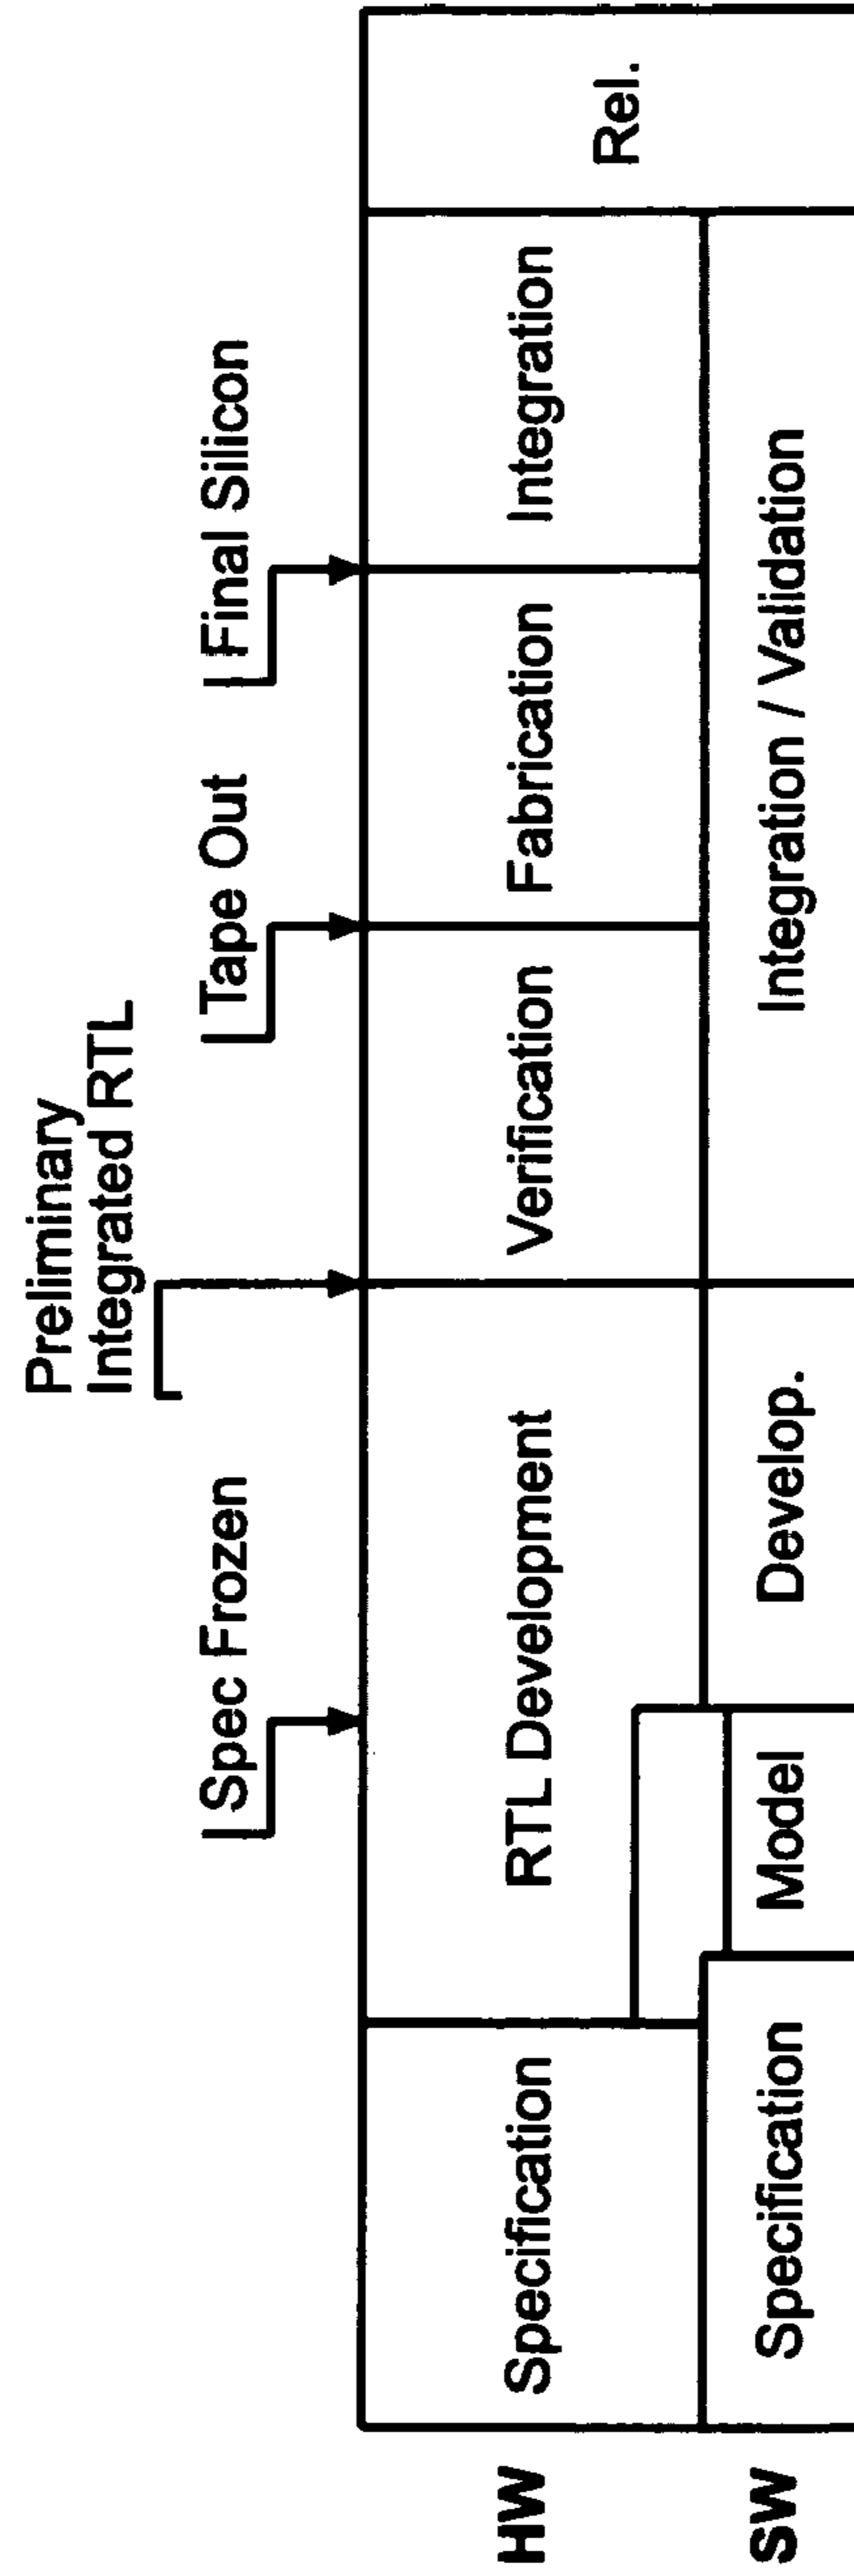 Preliminary
Integrated RTL
Spec Frozen
Tape Out
Final Silicon
HW
Specification
RTL Development
Verification
Fabrication
Integration
Rel.
SW
Specification
Model
Develop.
Integration / Validation